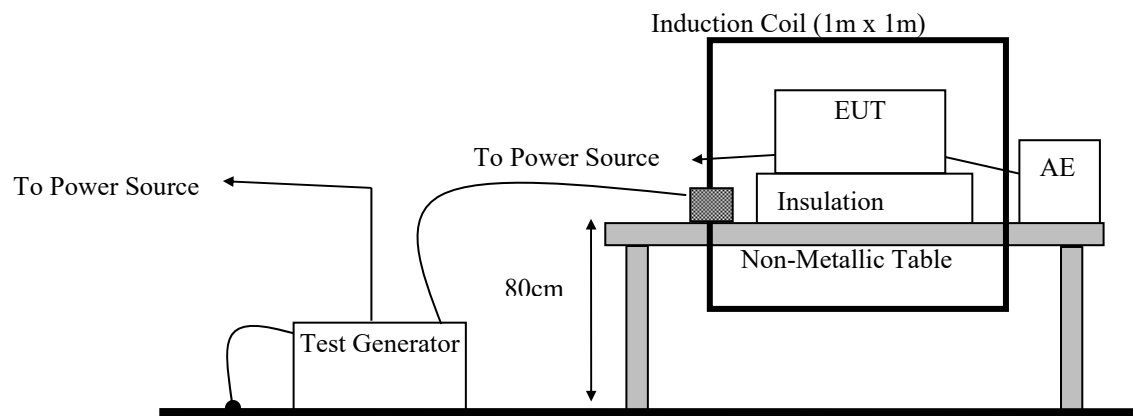 Induction Coil (1m x 1m)
EUT
To Power Source
AE
To Power Source
Insulation
Non-Metallic Table
80cm
Test Generator